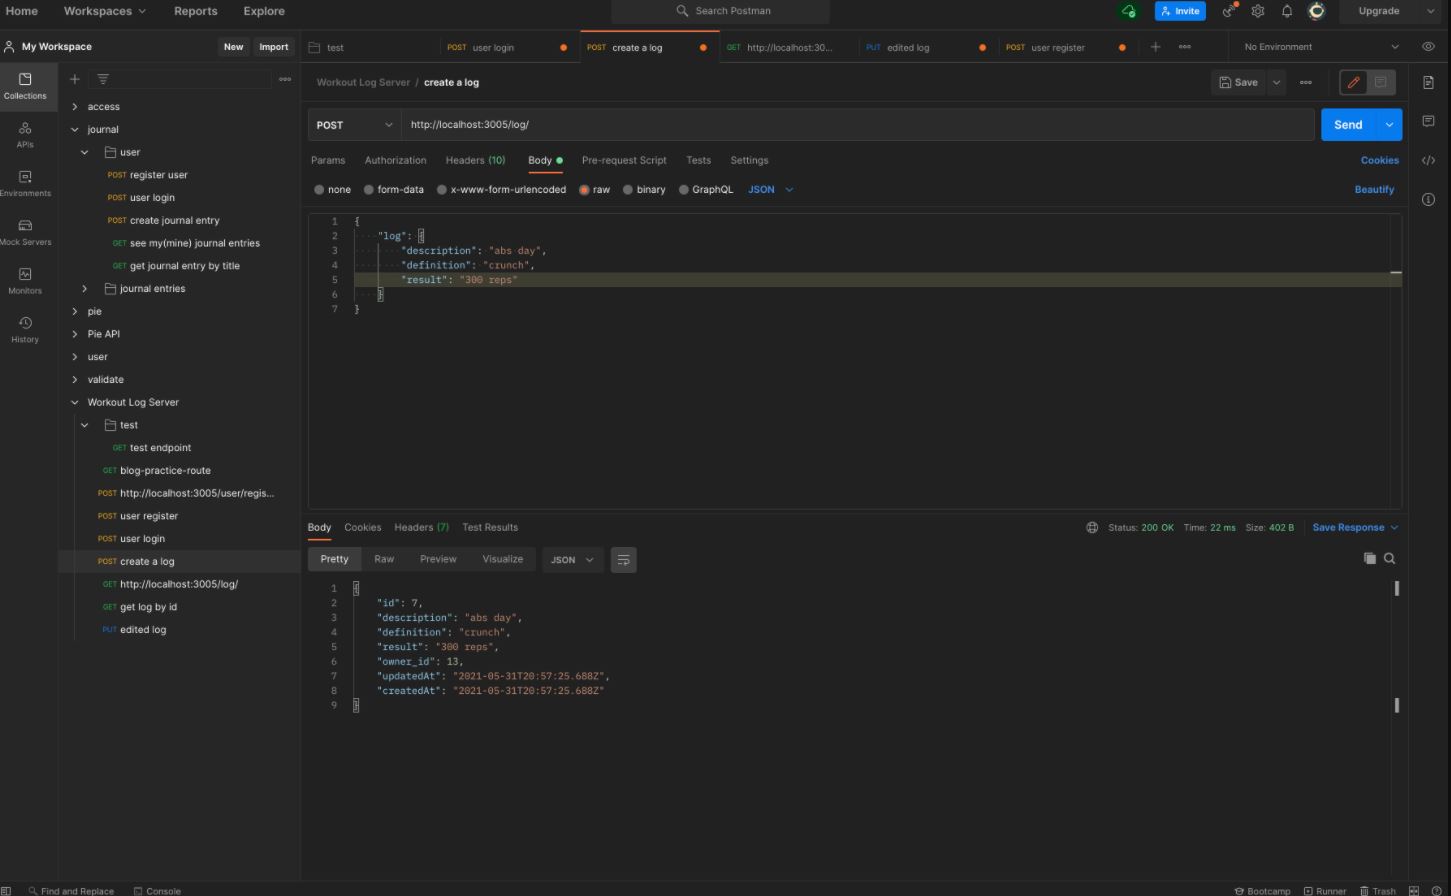 Home Workspaces Reports Explore Search Postman Invite Upgrade
My Workspace New Import
test POST user login POST create a log GET http://localhost:30... PUT edited log POST user register No Environment
Collections
APIs
Environments
Mock Servers
Monitors
History
access
journal
user
POST register user
POST user login
POST create journal entry
GET see my(mine) journal entries
GET get journal entry by title
journal entries
pie
Pie API
user
validate
Workout Log Server
test
GET test endpoint
GET blog-practice-route
POST http://localhost:3005/user/regis...
POST user register
POST user login
POST create a log
GET http://localhost:3005/log/
GET get log by id
PUT edited log
Workout Log Server / create a log Save
POST http://localhost:3005/log/ Send
Params Authorization Headers (10) Body Pre-request Script Tests Settings Cookies
none form-data x-www-form-urlencoded raw binary GraphQL JSON Beautify
1 {
2 "log": {
3 "description": "abs day",
4 "definition": "crunch",
5 "result": "300 reps"
6 }
7 }
Body Cookies Headers (7) Test Results Status: 200 OK Time: 22 ms Size: 402 B Save Response
Pretty Raw Preview Visualize JSON
1 {
2 "id": 7,
3 "description": "abs day",
4 "definition": "crunch",
5 "result": "300 reps",
6 "owner_id": 13,
7 "updatedAt": "2021-05-31T20:57:25.688Z",
8 "createdAt": "2021-05-31T20:57:25.688Z"
9 }
Find and Replace Console Bootcamp Runner Trash